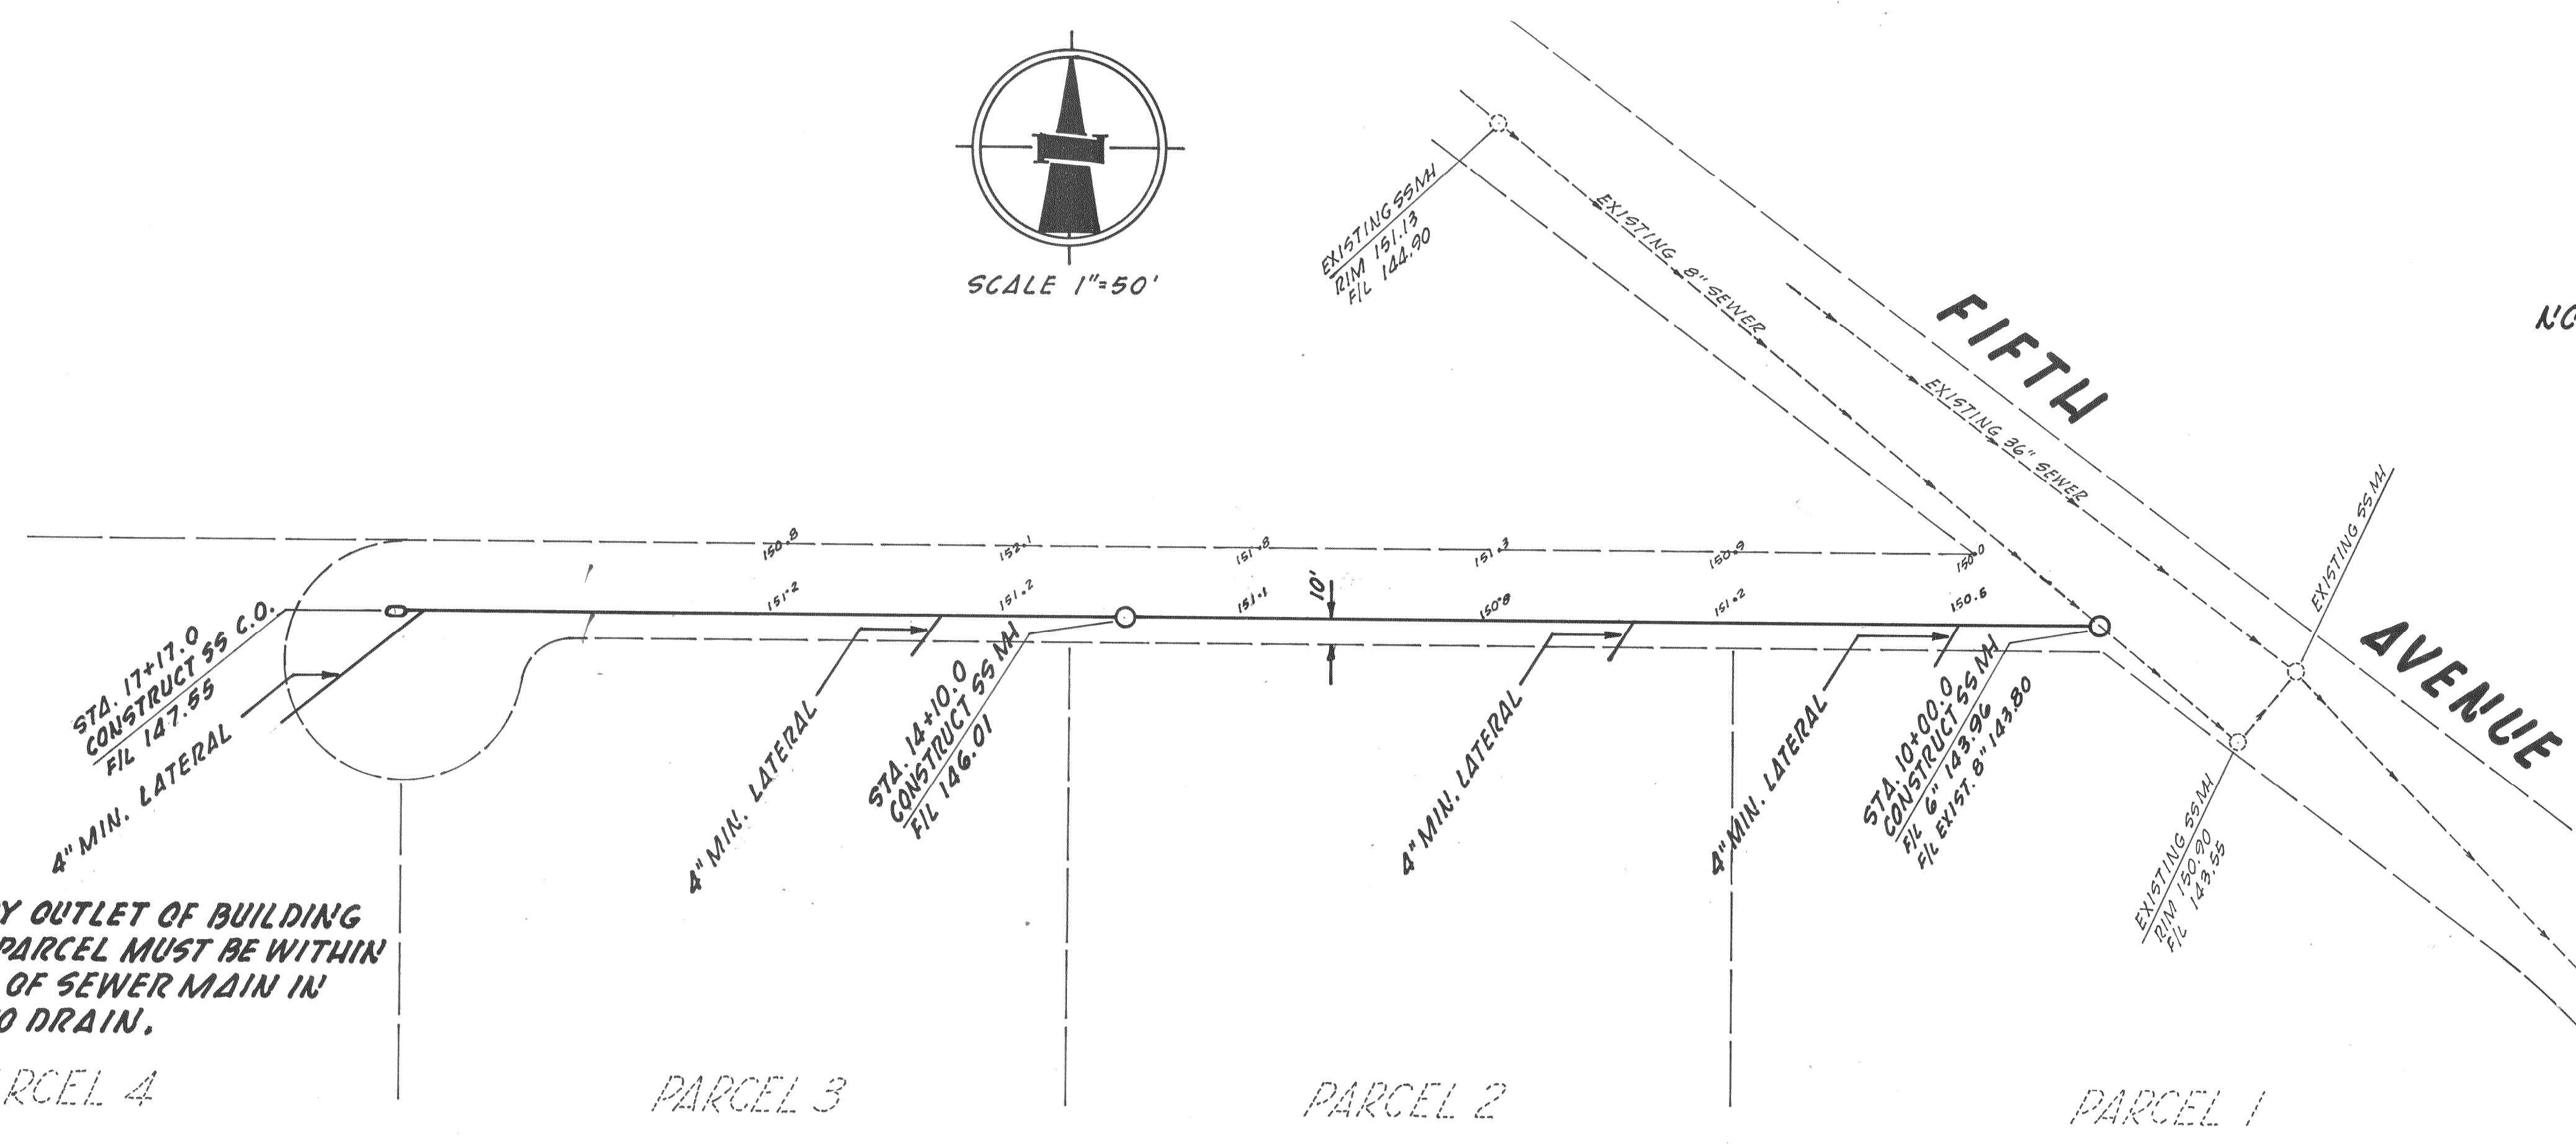 N
SCALE 1"=50'
EXISTING SSMH
RIM 151.13
F/L 144.90
EXISTING 8" SEWER
EXISTING 36" SEWER
FIFTH
AVENUE
EXISTING SS MH
EXISTING SSMH
RIM 150.90
F/L 143.55
150.8
152.1
151.8
151.3
150.9
150.0
151.2
151.2
151.1
150.8
151.2
150.6
10'
STA. 17+17.0
CONSTRUCT SS C.O.
F/L 147.55
4" MIN. LATERAL
4" MIN. LATERAL
STA. 14+10.0
CONSTRUCT SS MH
F/L 146.01
4" MIN. LATERAL
4" MIN. LATERAL
STA. 10+00.0
CONSTRUCT SS MH
F/L 6" 143.96
F/L EXIST. 8" 143.80
Y OUTLET OF BUILDING
PARCEL MUST BE WITHIN
OF SEWER MAIN IN
O DRAIN.
RCEL 4
PARCEL 3
PARCEL 2
PARCEL 1